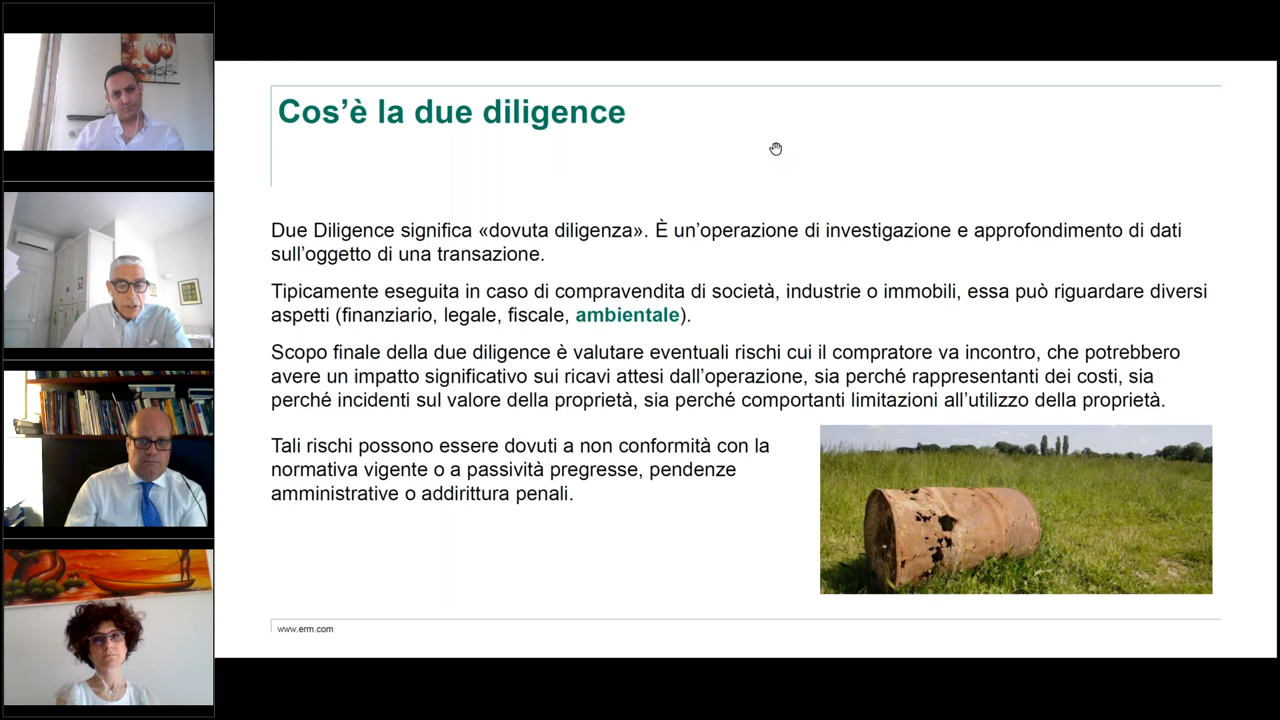 Cos’è la due diligence
Due Diligence significa «dovuta diligenza». È un’operazione di investigazione e approfondimento di dati
sull’oggetto di una transazione.
Tipicamente eseguita in caso di compravendita di società, industrie o immobili, essa può riguardare diversi
aspetti (finanziario, legale, fiscale, ambientale).
Scopo finale della due diligence è valutare eventuali rischi cui il compratore va incontro, che potrebbero
avere un impatto significativo sui ricavi attesi dall’operazione, sia perché rappresentanti dei costi, sia
perché incidenti sul valore della proprietà, sia perché comportanti limitazioni all’utilizzo della proprietà.
Tali rischi possono essere dovuti a non conformità con la
normativa vigente o a passività pregresse, pendenze
amministrative o addirittura penali.
www.erm.com